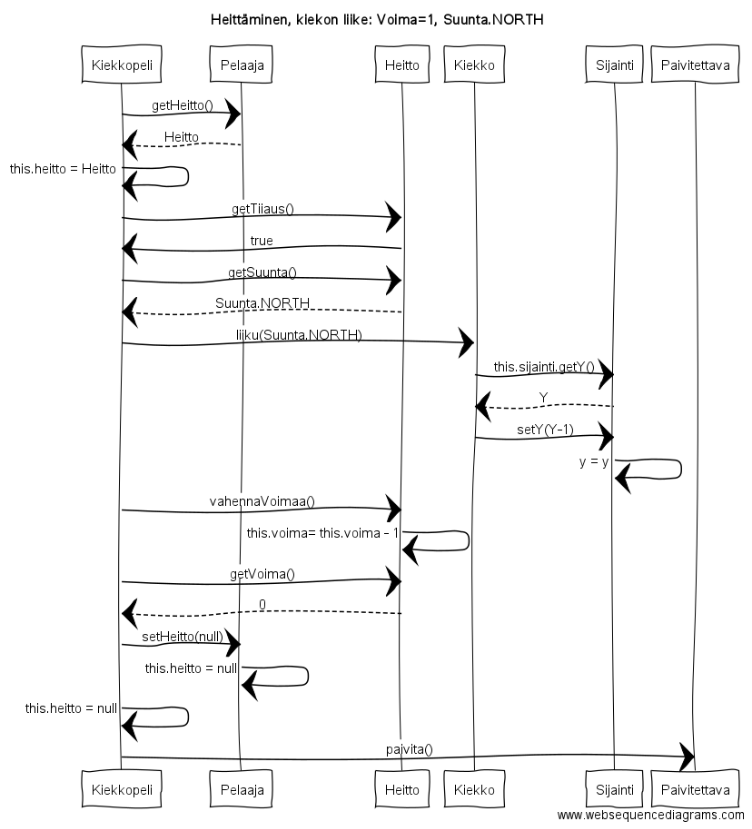 Heittäminen, kiekon liike: Voima=1, Suunta.NORTH
Kiekkopeli Pelaaja Heitto Kiekko Sijainti Paivitettava
getHeitto()
Heitto
this.heitto = Heitto
getTilaus()
true
getSuunta()
Suunta.NORTH
liiku(Suunta.NORTH)
this.sijainti.getY()
Y
setY(Y-1)
y = y
vahennaVoimaa()
this.voima= this.voima - 1
getVoima()
0
setHeitto(null)
this.heitto = null
this.heitto = null
paivita()
Kiekkopeli Pelaaja Heitto Kiekko Sijainti Paivitettava
www.websequencediagrams.com